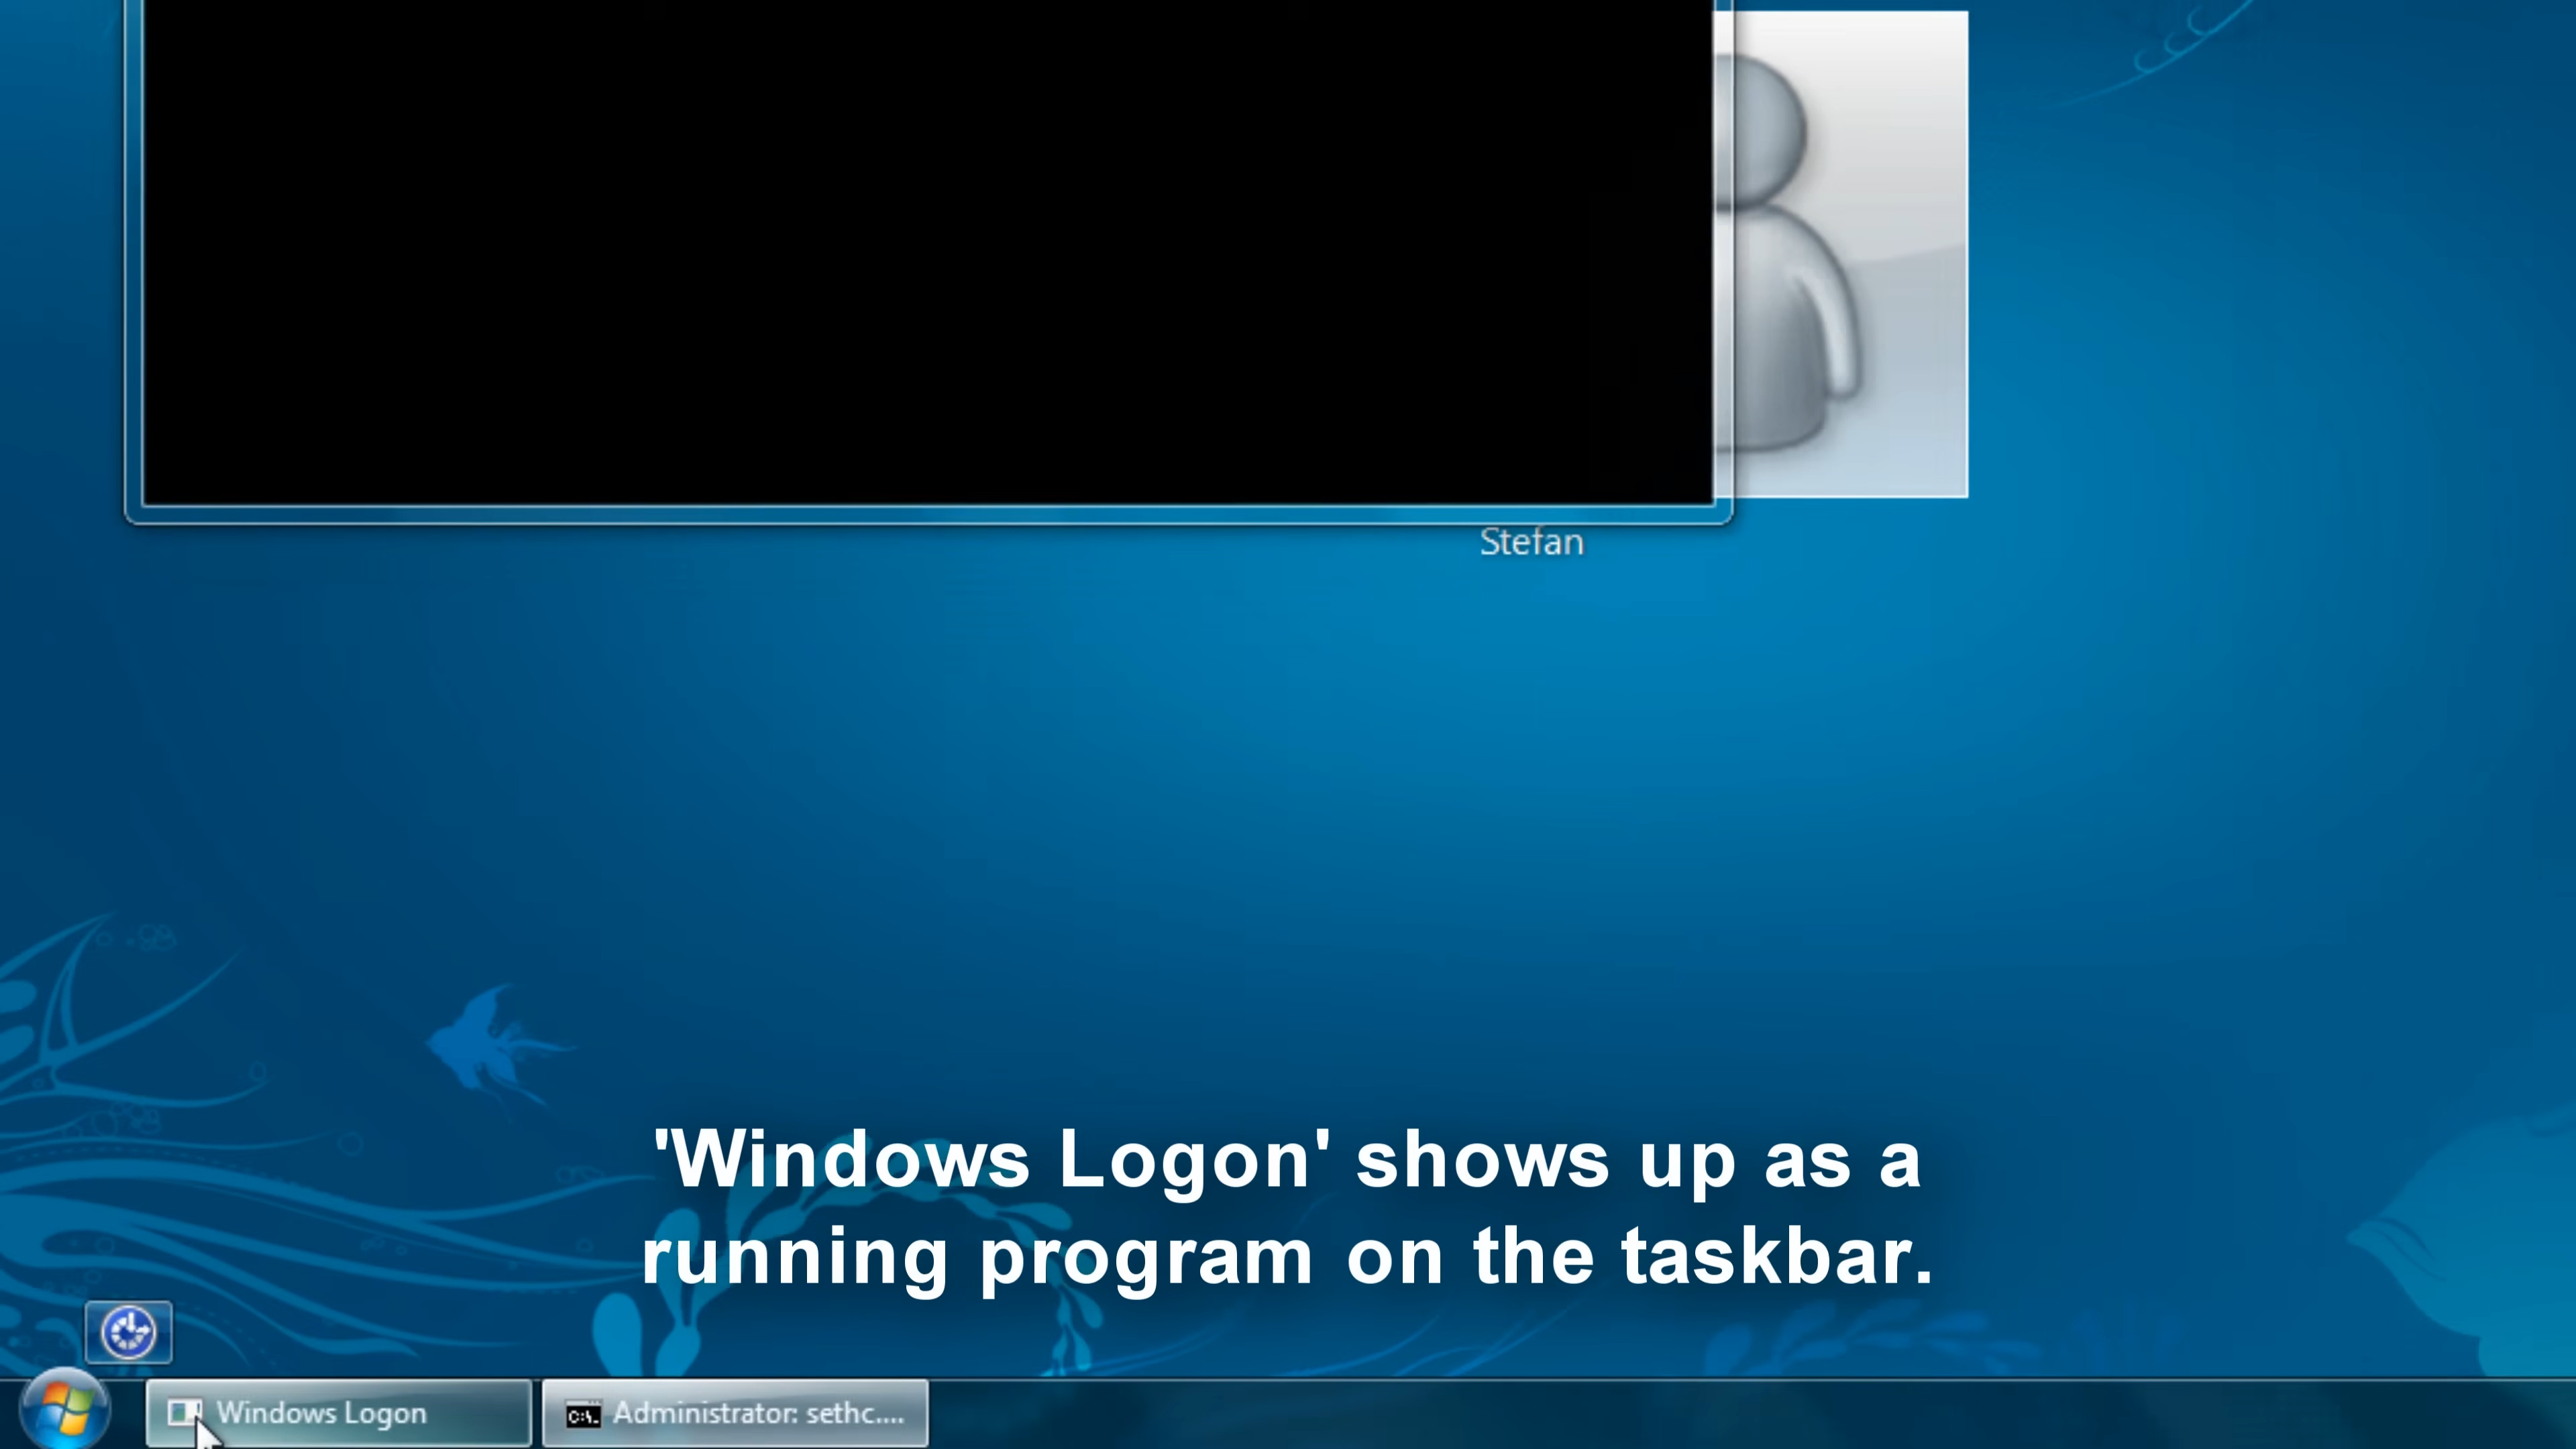 Stefan
'Windows Logon' shows up as a
running program on the taskbar.
Windows Logon
C:\.
Administrator: sethc....